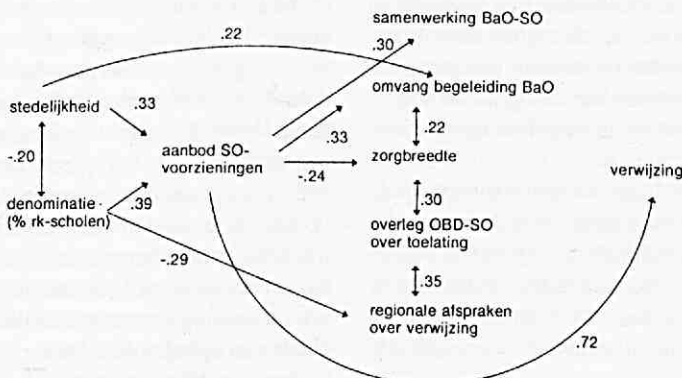 samenwerking BaO-SO
.22
.30
stedelijkheid
.33
omvang begeleiding BaO
.33
.22
-.20
aanbod SO-
voorzieningen
-.24
zorgbreedte
verwijzing
denominatie
(% rk-scholen)
.39
.30
overleg OBD-SO
over toelating
-.29
.35
regionale afspraken
over verwijzing
.72